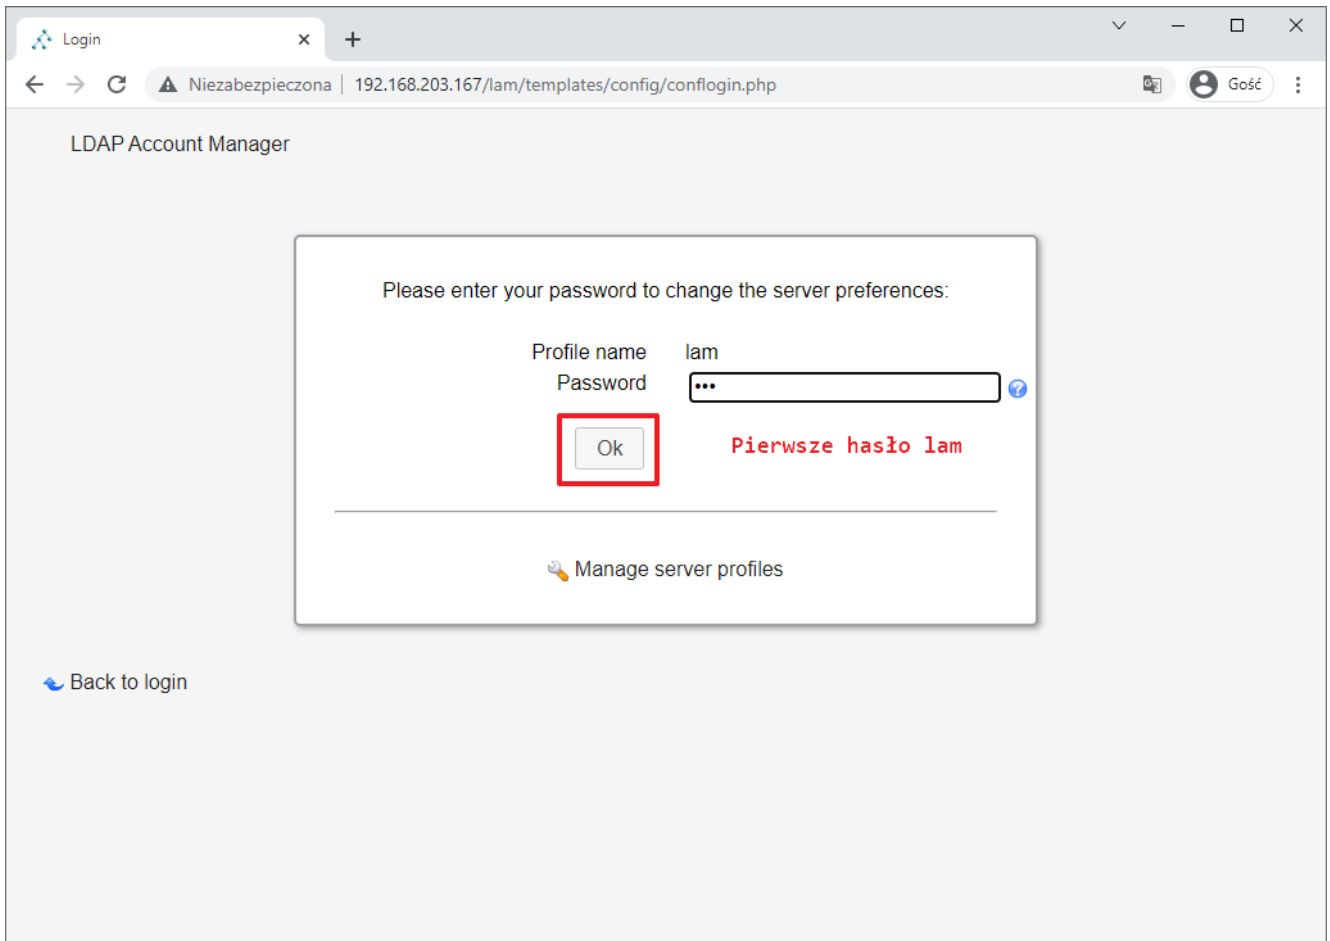 Login
Niezabezpieczona 192.168.203.167/lam/templates/config/conflogin.php Gość
LDAP Account Manager
Please enter your password to change the server preferences:
Profile name lam
Password •••
Ok Pierwsze hasło lam
Manage server profiles
Back to login